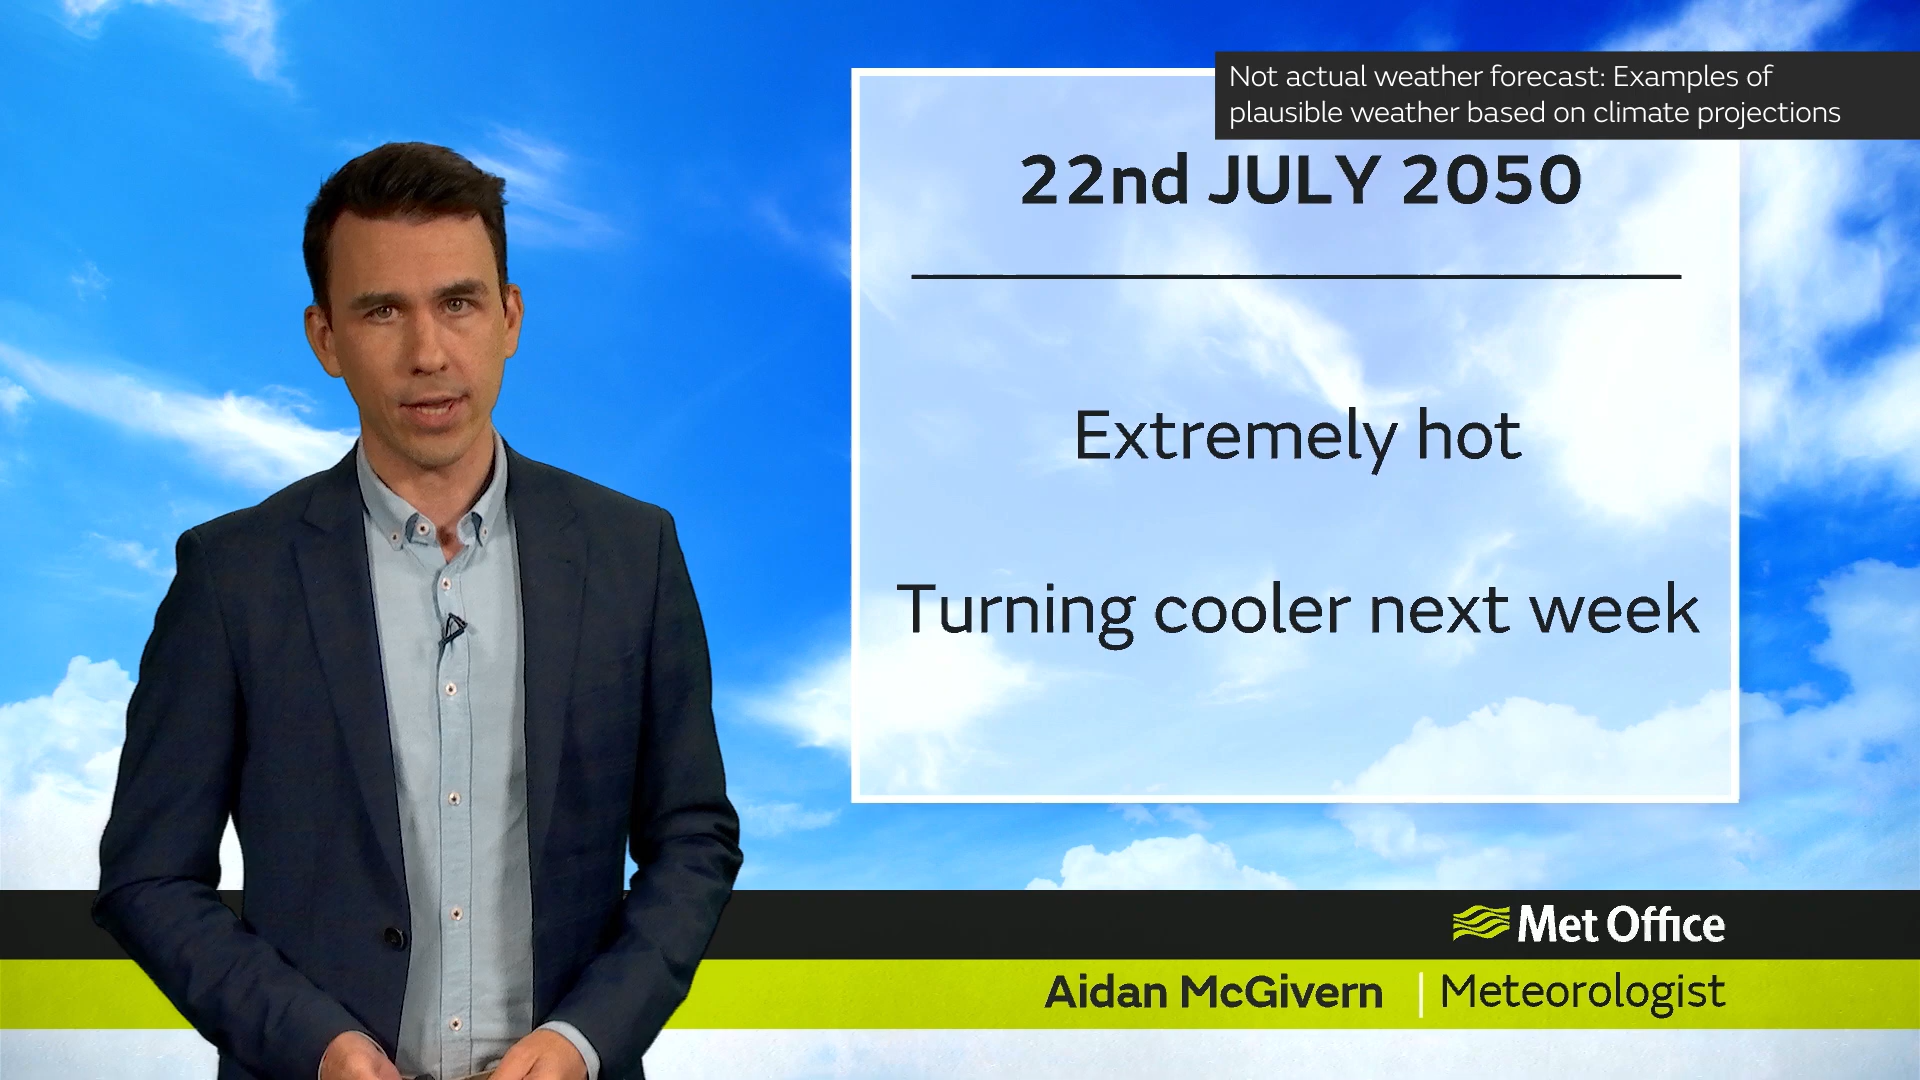 Not actual weather forecast: Examples of
plausible weather based on climate projections
22nd JULY 2050
Extremely hot
Turning cooler next week
Met Office
Aidan McGivern | Meteorologist